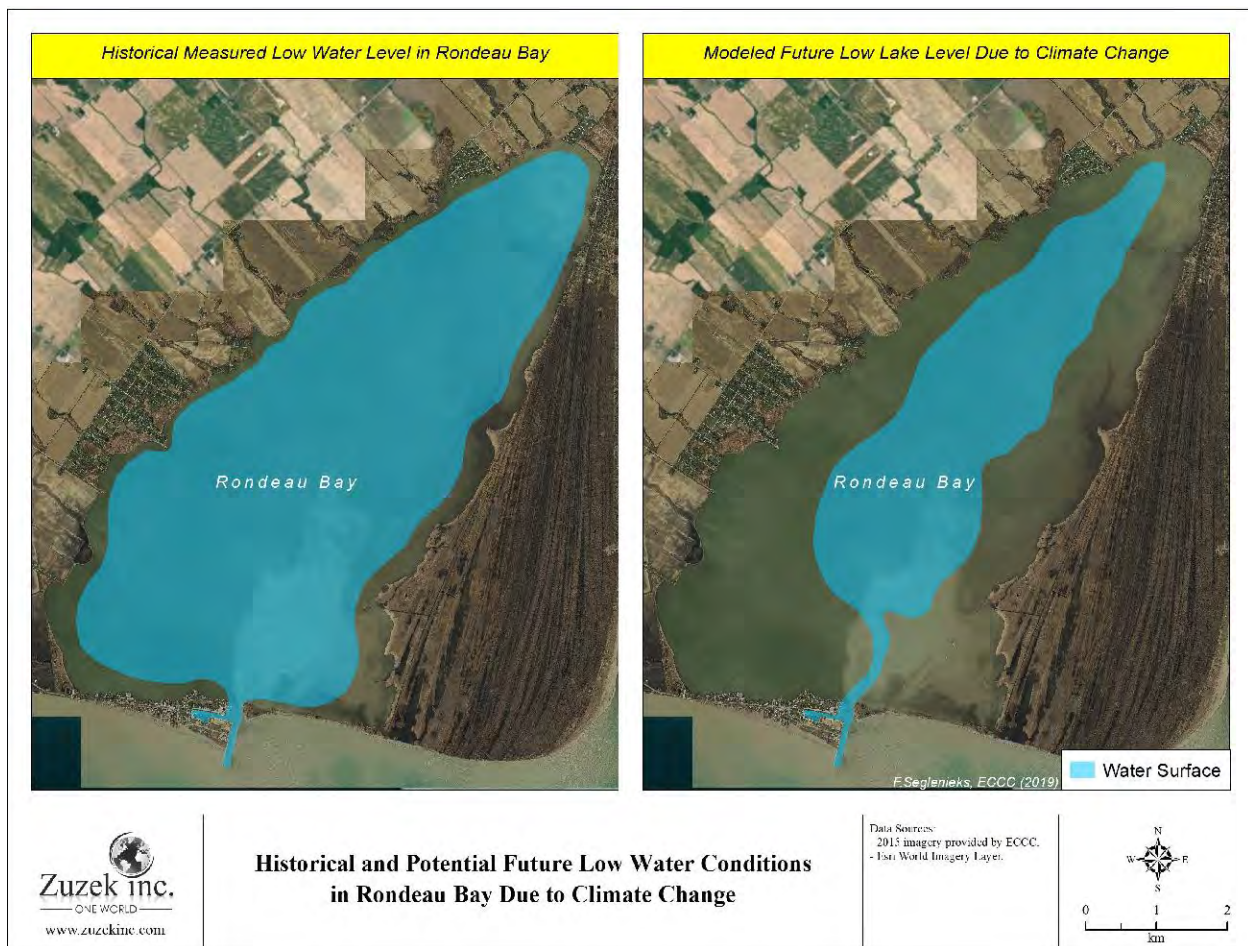 Historical Measured Low Water Level in Rondeau Bay
Modeled Future Low Lake Level Due to Climate Change
Rondeau Bay
Rondeau Bay
F.Seglenieks, ECCC (2019)
Water Surface
Zuzek inc.
ONE WORLD
www.zuzekinc.com
Historical and Potential Future Low Water Conditions
in Rondeau Bay Due to Climate Change
Data Sources:
2015 imagery provided by ECCC.
- Esri World Imagery Layer.
N
W E
S
0 1 2
km